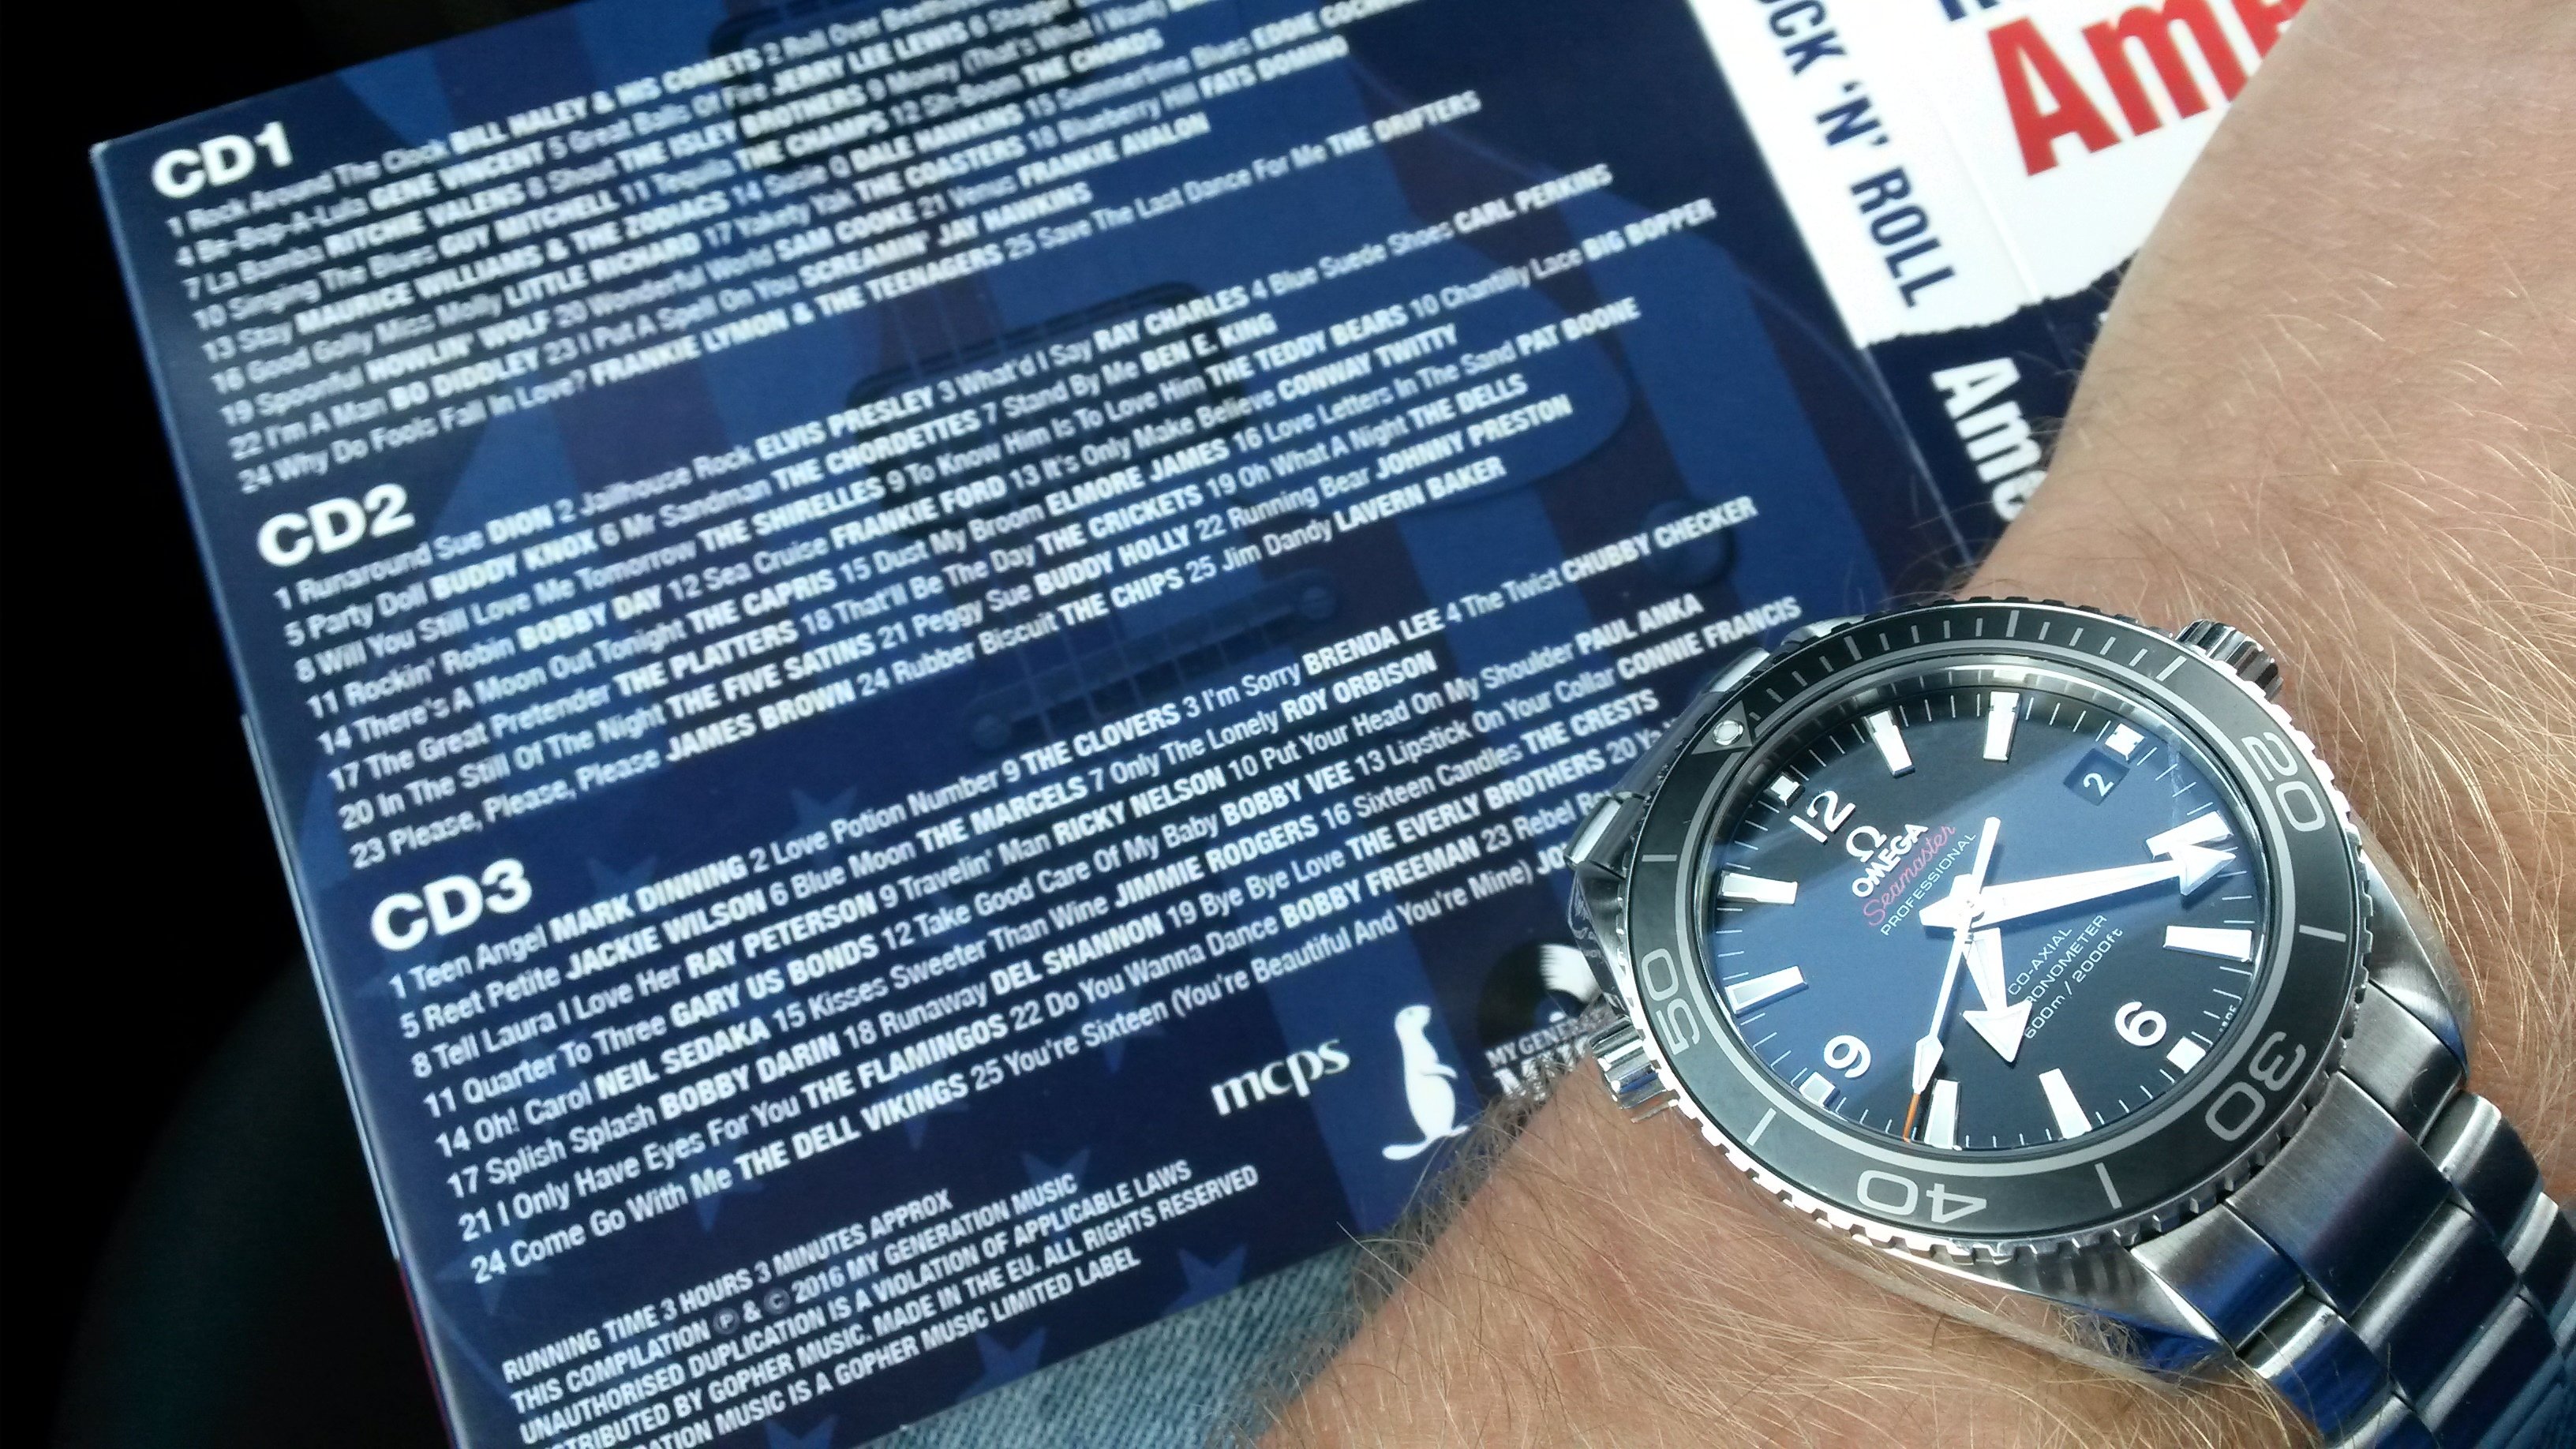 CD1
1 Rock Around The Clock BILL HALEY & HIS COMETS 2 Roll Over
4 Be-Bop-A-Lula GENE VINCENT 5 Great Balls Of Fire JERRY LEE LEWIS 6 Stagger
7 La Bamba RITCHIE VALENS 8 Shout THE ISLEY BROTHERS 9 Money (That's What I Want)
10 Singing The Blues GUY MITCHELL 11 Tequila THE CHAMPS 12 Sh-Boom THE CHORDS
13 Stay MAURICE WILLIAMS & THE ZODIACS 14 Susie Q DALE HAWKINS 15 Summertime Blues EDDIE
16 Good Golly Miss Molly LITTLE RICHARD 17 Yakety Yak THE COASTERS 18 Blueberry Hill FATS DOMINO
19 Spoonful HOWLIN' WOLF 20 Wonderful World SAM COOKE 21 Venus FRANKIE AVALON
22 I'm A Man BO DIDDLEY 23 I Put A Spell On You SCREAMIN' JAY HAWKINS
24 Why Do Fools Fall In Love? FRANKIE LYMON & THE TEENAGERS 25 Save The Last Dance For Me THE DRIFTERS
CD2
1 Runaround Sue DION 2 Jailhouse Rock ELVIS PRESLEY 3 What'd I Say RAY CHARLES 4 Blue Suede Shoes CARL PERKINS
5 Party Doll BUDDY KNOX 6 Mr Sandman THE CHORDETTES 7 Stand By Me BEN E. KING
8 Will You Still Love Me Tomorrow THE SHIRELLES 9 To Know Him Is To Love Him THE TEDDY BEARS 10 Chantilly Lace BIG BOPPER
11 Rockin' Robin BOBBY DAY 12 Sea Cruise FRANKIE FORD 13 It's Only Make Believe CONWAY TWITTY
14 There's A Moon Out Tonight THE CAPRIS 15 Dust My Broom ELMORE JAMES 16 Love Letters In The Sand PAT BOONE
17 The Great Pretender THE PLATTERS 18 That'll Be The Day THE CRICKETS 19 Oh What A Night THE DELLS
20 In The Still Of The Night THE FIVE SATINS 21 Peggy Sue BUDDY HOLLY 22 Running Bear JOHNNY PRESTON
23 Please, Please, Please JAMES BROWN 24 Rubber Biscuit THE CHIPS 25 Jim Dandy LAVERN BAKER
CD3
1 Teen Angel MARK DINNING 2 Love Potion Number 9 THE CLOVERS 3 I'm Sorry BRENDA LEE 4 The Twist CHUBBY CHECKER
5 Reet Petite JACKIE WILSON 6 Blue Moon THE MARCELS 7 Only The Lonely ROY ORBISON
8 Tell Laura I Love Her RAY PETERSON 9 Travelin' Man RICKY NELSON 10 Put Your Head On My Shoulder PAUL ANKA
11 Quarter To Three GARY US BONDS 12 Take Good Care Of My Baby BOBBY VEE 13 Lipstick On Your Collar CONNIE FRANCIS
14 Oh! Carol NEIL SEDAKA 15 Kisses Sweeter Than Wine JIMMIE RODGERS 16 Sixteen Candles THE CRESTS
17 Splish Splash BOBBY DARIN 18 Runaway DEL SHANNON 19 Bye Bye Love THE EVERLY BROTHERS 20
21 I Only Have Eyes For You THE FLAMINGOS 22 Do You Wanna Dance BOBBY FREEMAN 23 Rebel
24 Come Go With Me THE DELL VIKINGS 25 You're Sixteen (You're Beautiful And You're Mine)
RUNNING TIME 3 HOURS 3 MINUTES APPROX
THIS COMPILATION ℗ & © 2016 MY GENERATION MUSIC
UNAUTHORISED DUPLICATION IS A VIOLATION OF APPLICABLE LAWS
BY GOPHER MUSIC. MADE IN THE EU. ALL RIGHTS RESERVED
MUSIC IS A GOPHER MUSIC LIMITED LABEL
mcps
MY
'N' ROLL
12
Ω
OMEGA
Seamaster
PROFESSIONAL
CO-AXIAL
600m / 2000ft
2
6
9
20
30
40
50